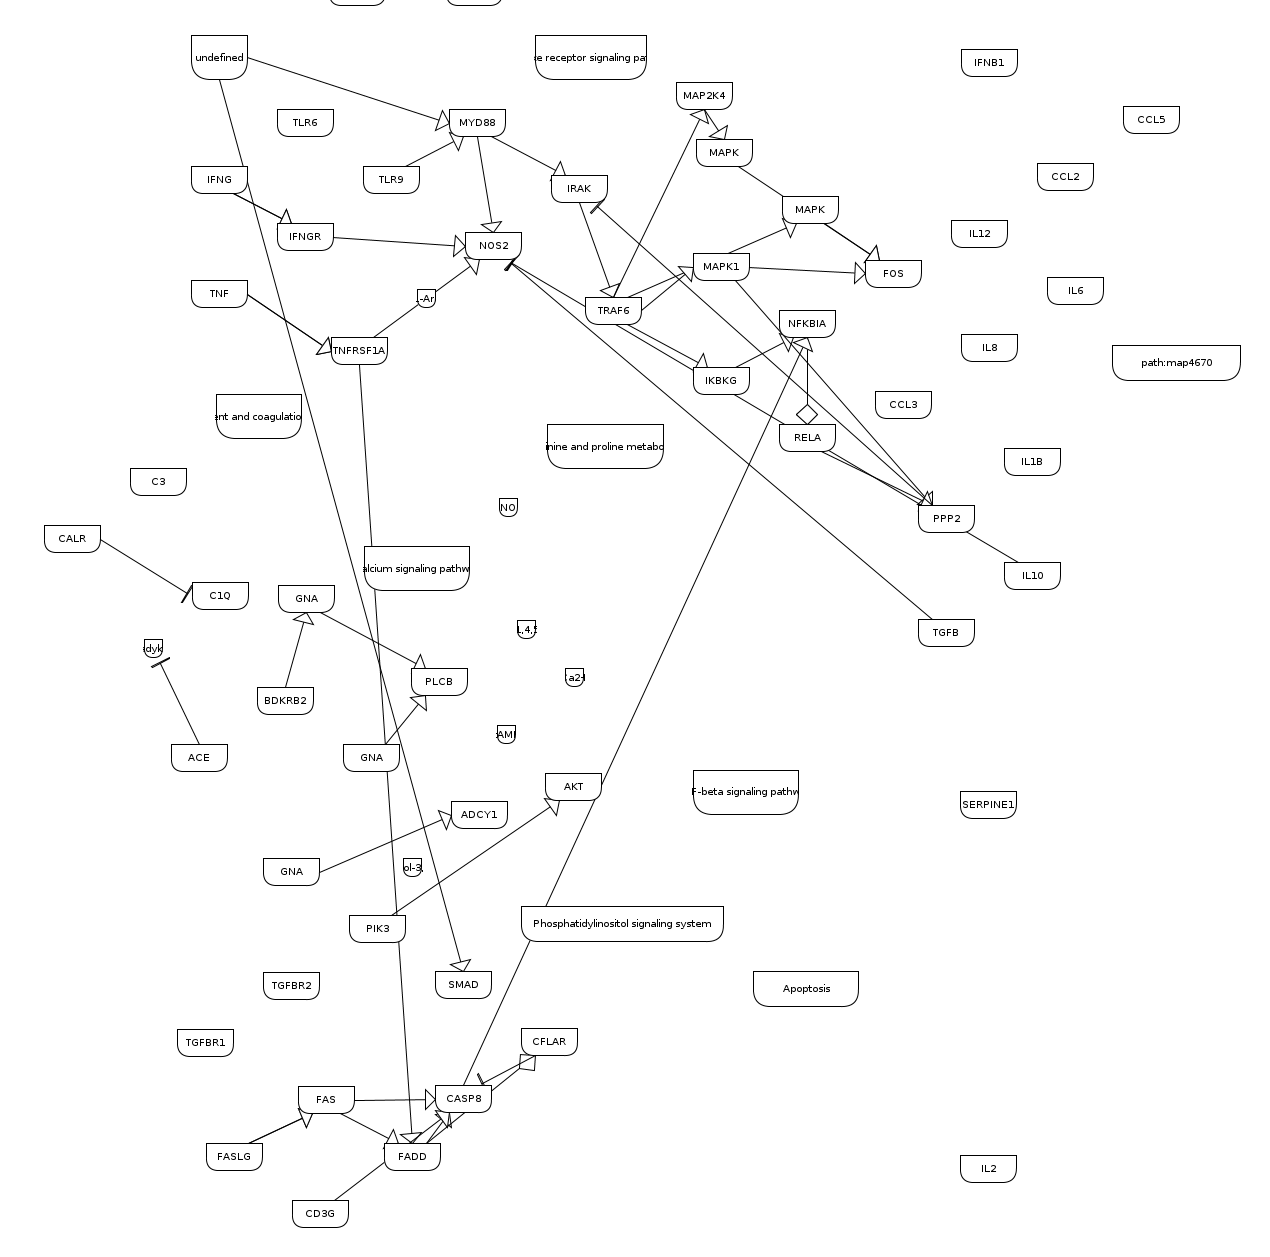 undefined
e receptor signaling pa
IFNB1
MAP2K4
TLR6
MYD88
CCL5
MAPK
IFNG
TLR9
IRAK
CCL2
MAPK
IFNGR
NOS2
IL12
MAPK1
FOS
TNF
-Ar
TRAF6
IL6
NFKBIA
TNFRSF1A
IL8
path:map4670
IKBKG
CCL3
ent and coagulatio
RELA
inine and proline metabo
IL1B
C3
NO
PPP2
CALR
alcium signaling pathw
IL10
C1Q
GNA
1,4,5
TGFB
dyk
Ca2+
PLCB
BDKRB2
cAMP
ACE
GNA
AKT
F-beta signaling pathw
SERPINE1
ADCY1
GNA
ol-3,
PIK3
Phosphatidylinositol signaling system
TGFBR2
SMAD
Apoptosis
TGFBR1
CFLAR
FAS
CASP8
FASLG
FADD
IL2
CD3G